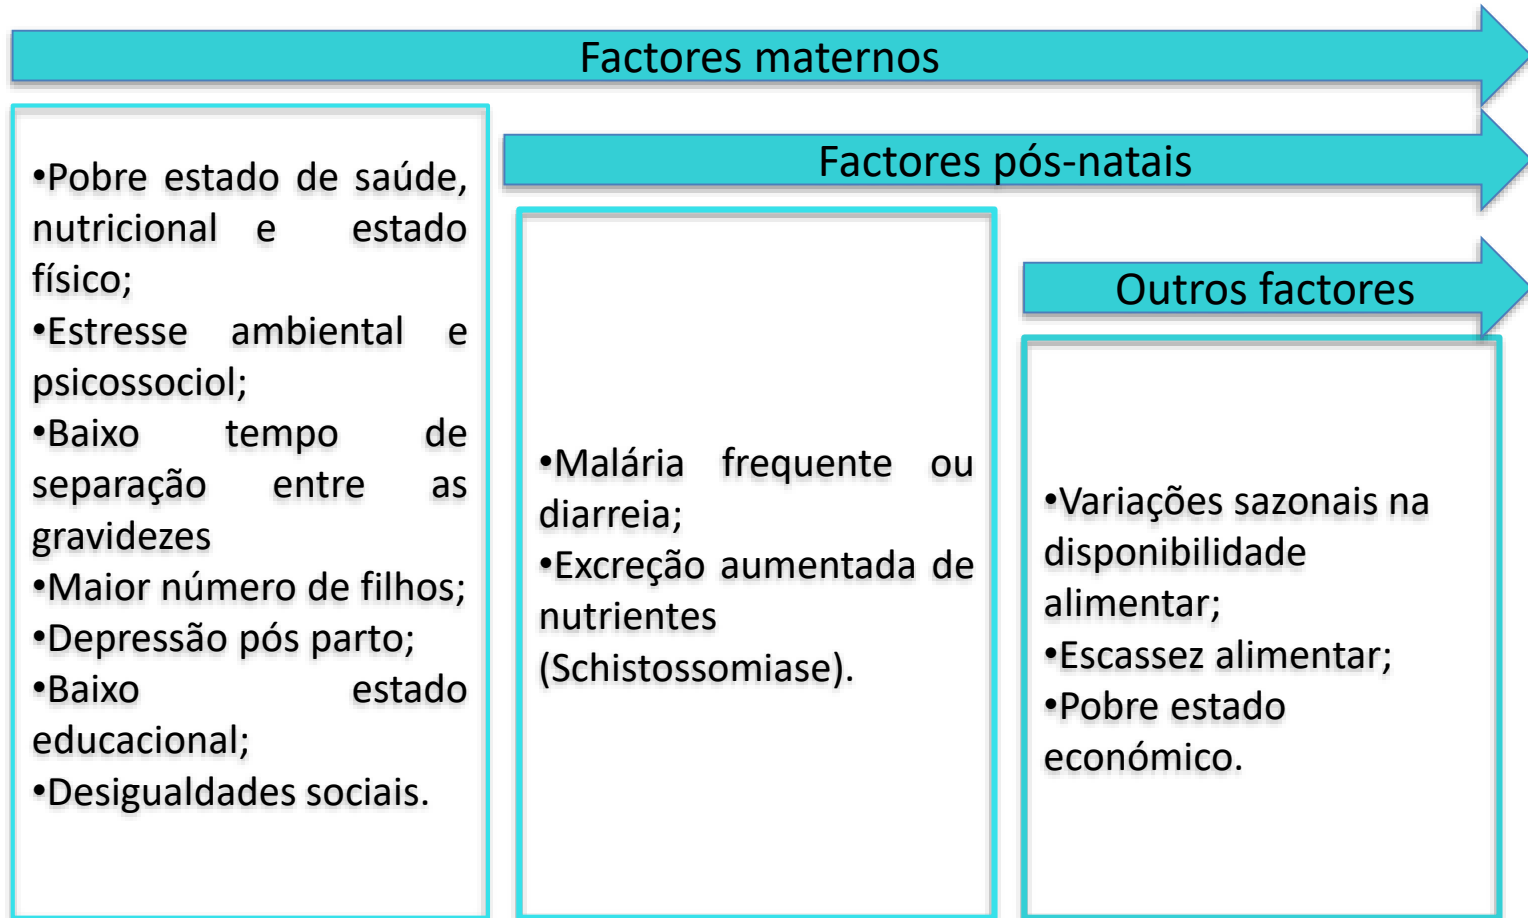 Factores maternos
•Pobre estado de saúde,
nutricional e estado
físico;
•Estresse ambiental e
psicossociol;
•Baixo tempo de
separação entre as
gravidezes
•Maior número de filhos;
•Depressão pós parto;
•Baixo estado
educacional;
•Desigualdades sociais.
Factores pós-natais
•Malária frequente ou
diarreia;
•Excreção aumentada de
nutrientes
(Schistossomiase).
Outros factores
•Variações sazonais na
disponibilidade
alimentar;
•Escassez alimentar;
•Pobre estado
económico.